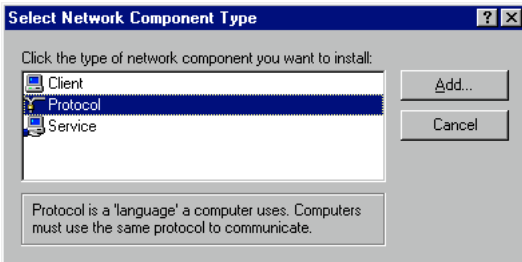 Select Network Component Type
Click the type of network component you want to install:
Client
Protocol
Service
Add...
Cancel
Protocol is a 'language' a computer uses. Computers
must use the same protocol to communicate.